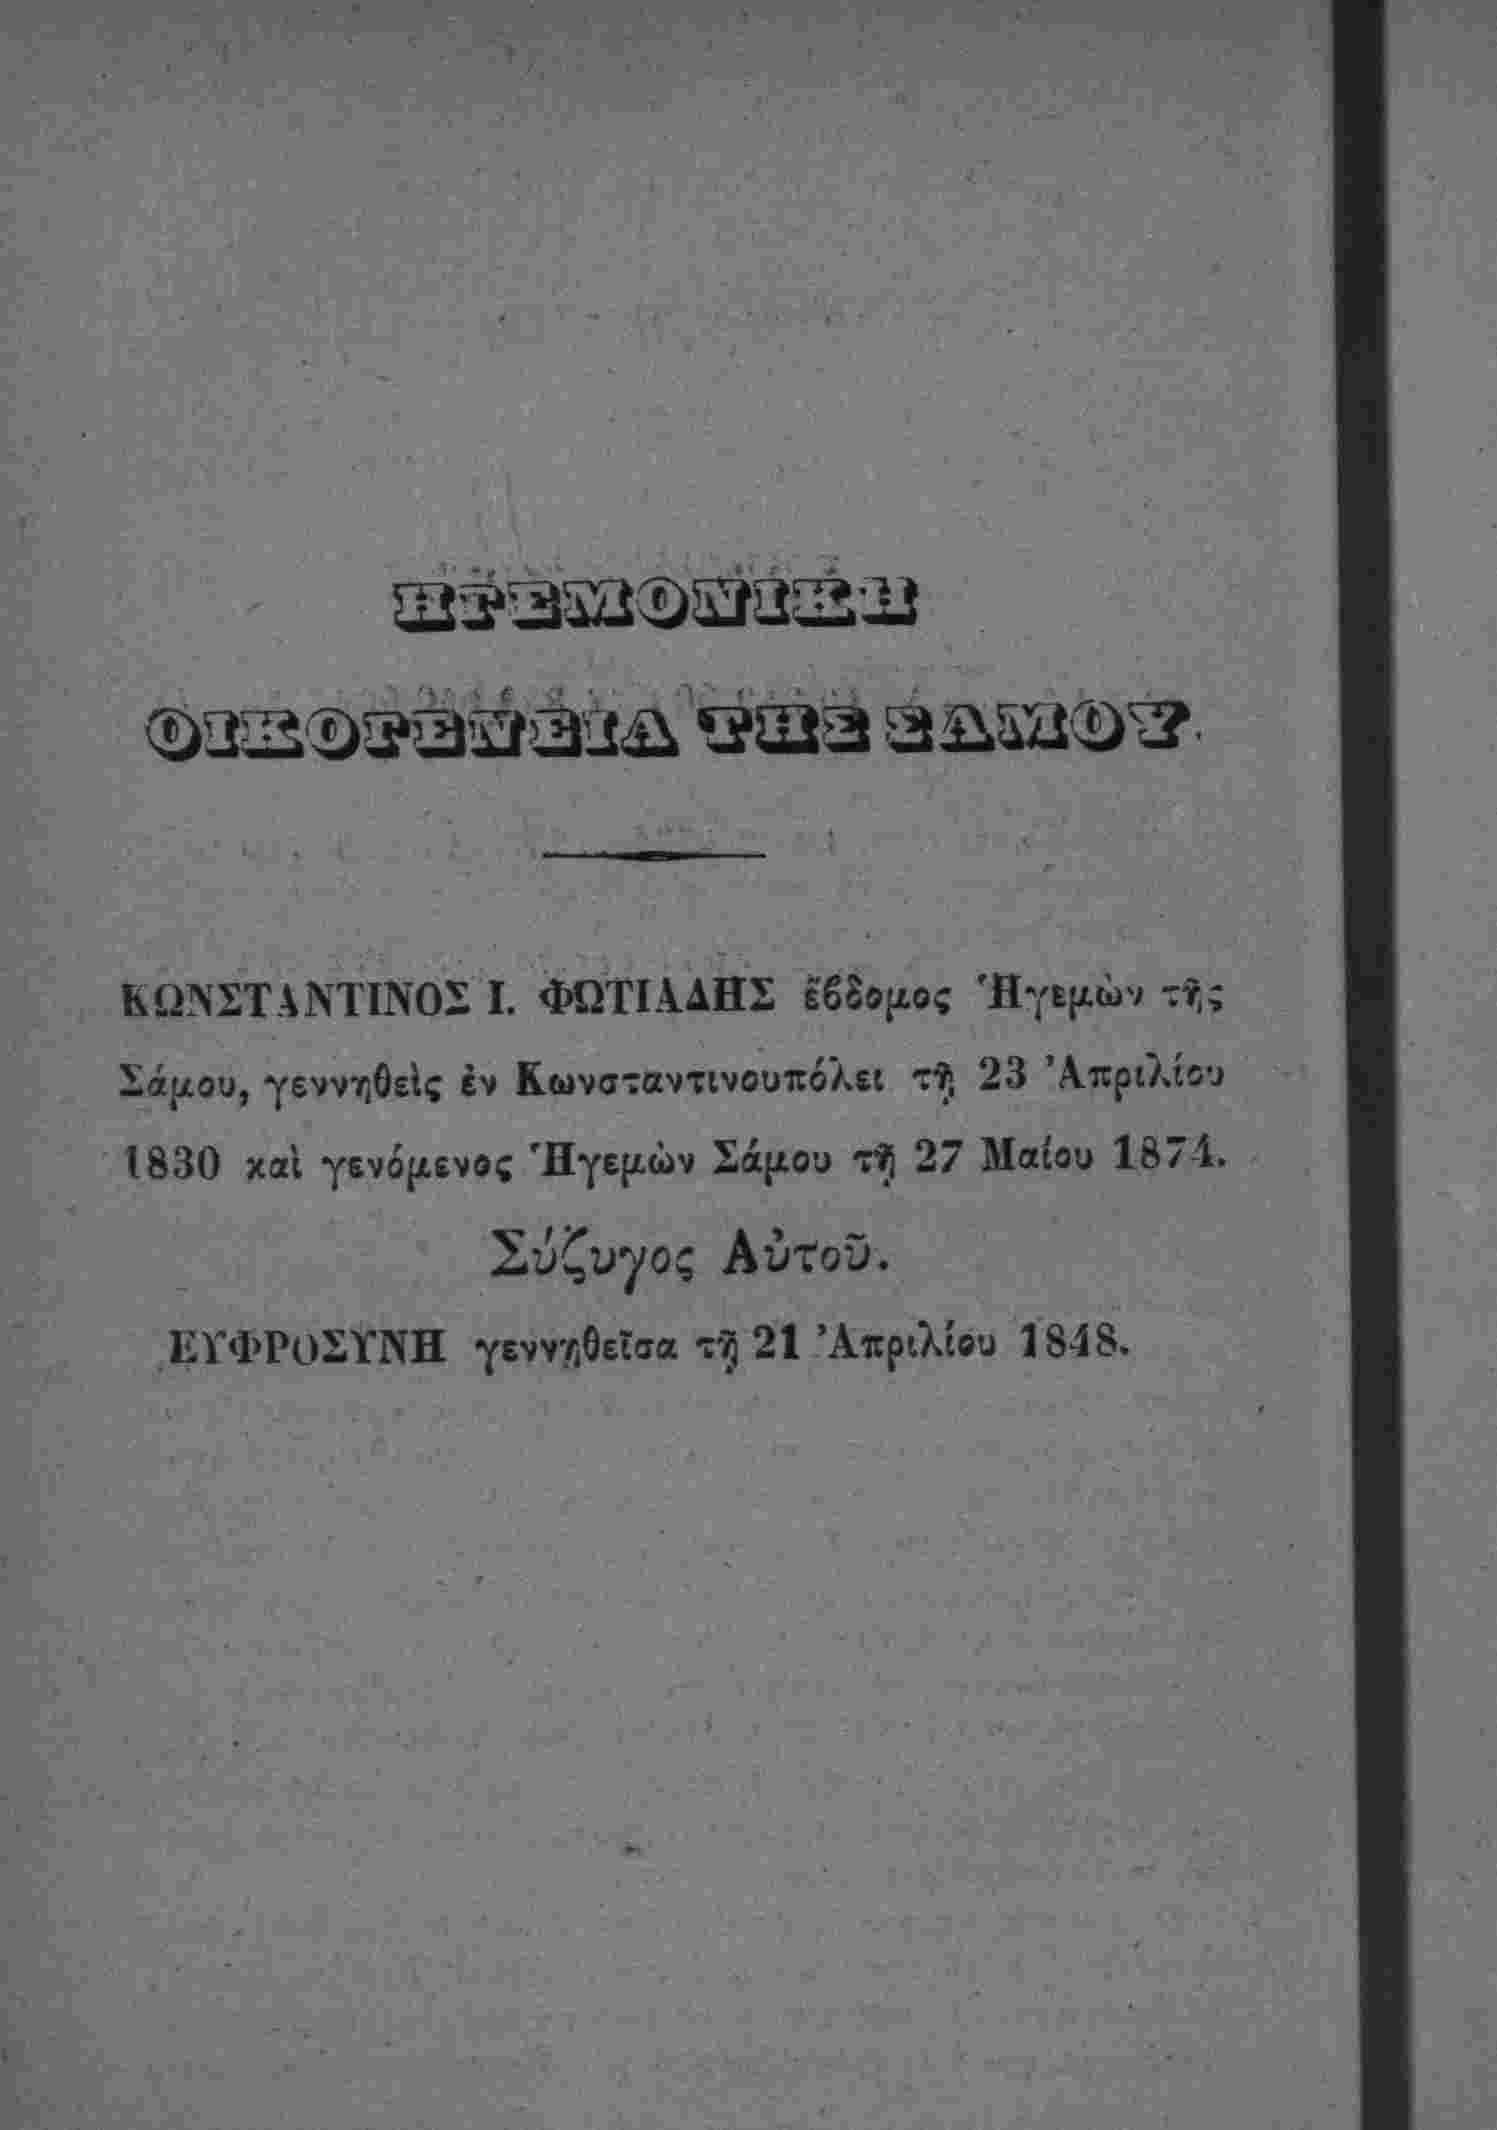 ΗΓΕΜΟΝΙΚΗ
ΟΙΚΟΓΕΝΕΙΑ ΤΗΣ ΣΑΜΟΥ.
ΚΩΝΣΤΑΝΤΙΝΟΣ Ι. ΦΩΤΙΑΔΗΣ ἕβδομος Ἡγεμὼν τῆς
Σάμου, γεννηθεὶς ἐν Κωνσταντινουπόλει τῇ 23 Ἀπριλίου
1830 καὶ γενόμενος Ἡγεμὼν Σάμου τῇ 27 Μαΐου 1874.
Σύζυγος Αὐτοῦ.
ΕΥΦΡΟΣΥΝΗ γεννηθεῖσα τῇ 21 Ἀπριλίου 1848.